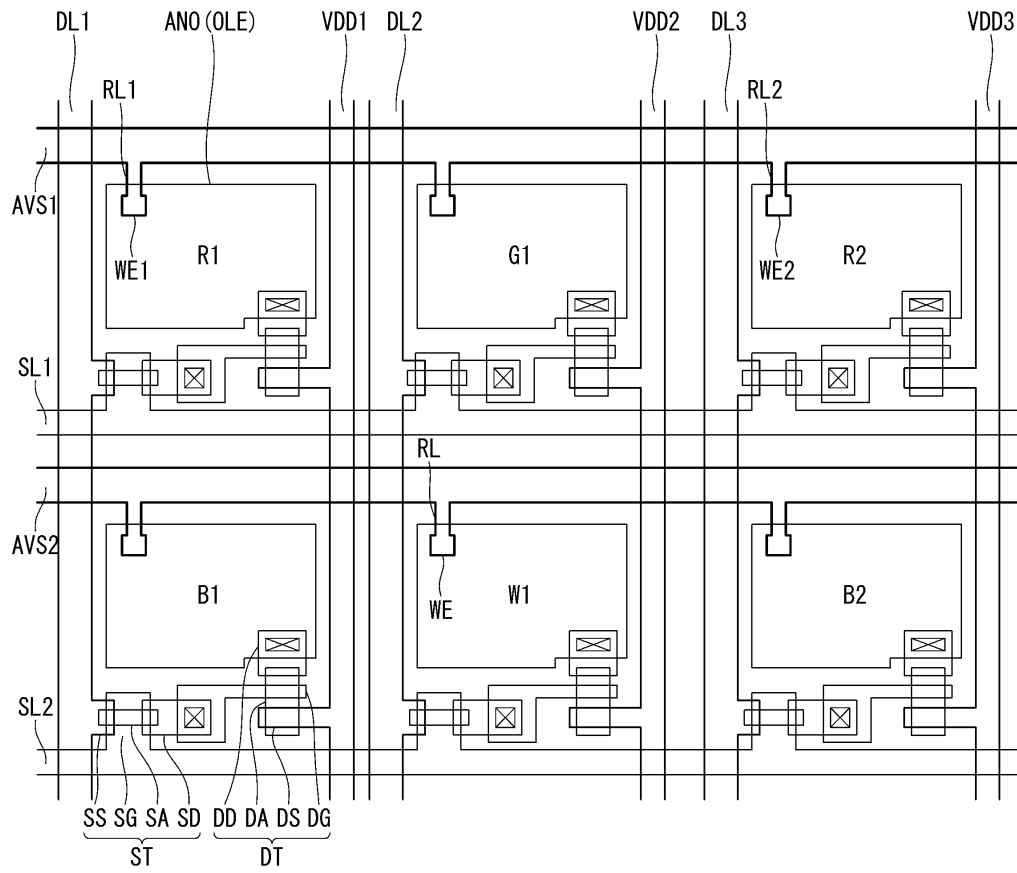 DL1 ANO(OLE) VDD1 DL2 VDD2 DL3 VDD3
RL1 RL2
AVS1
WE1 R1 G1 WE2 R2
SL1
RL
AVS2
B1 WE W1 B2
SL2
SS SG SA SD DD DA DS DG
ST DT